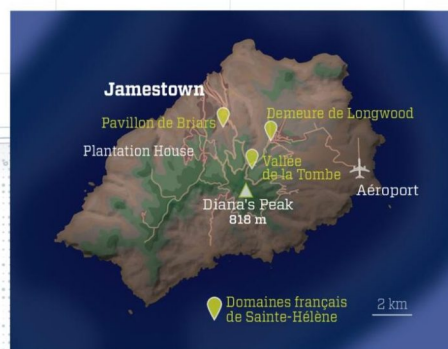 Jamestown
Pavillon de Briars
Demeure de Longwood
Plantation House
Vallée
de la Tombe
Aéroport
Diana's Peak
818 m
Domaines français
de Sainte-Hélène
2 km